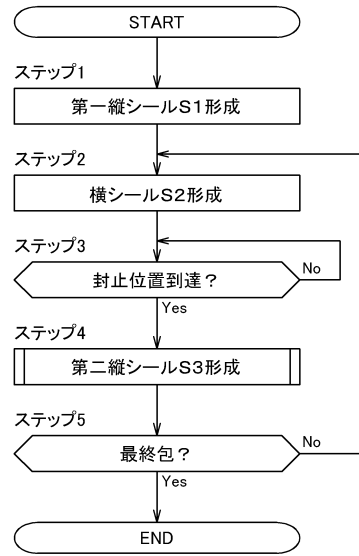 START
ステップ1
第一縦シールS1形成
ステップ2
横シールS2形成
ステップ3
封止位置到達？
No
Yes
ステップ4
第二縦シールS3形成
ステップ5
最終包？
No
Yes
END